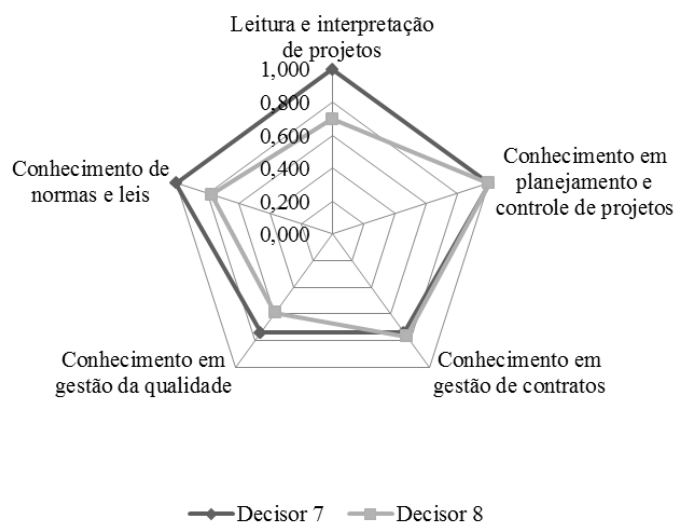 Leitura e interpretação
de projetos
1,000
0,800
0,600
0,400
0,200
0,000
Conhecimento em
planejamento e
controle de projetos
Conhecimento de
normas e leis
Conhecimento em
gestão da qualidade
Conhecimento em
gestão de contratos
Decisor 7
Decisor 8